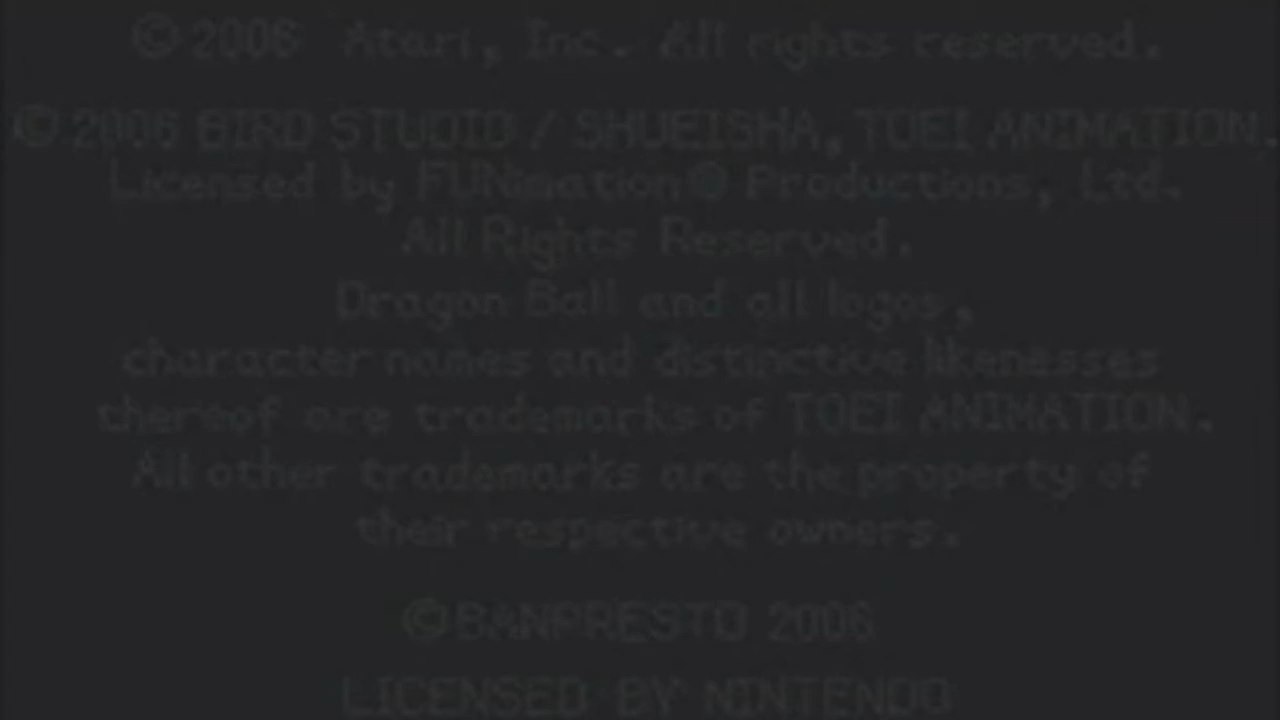 © 2006 Atari, Inc. All rights reserved.
© 2006 BIRD STUDIO / SHUEISHA, TOEI ANIMATION.
Licensed by FUNimation® Productions, Ltd.
All Rights Reserved.
Dragon Ball and all logos,
character names and distinctive likenesses
thereof are trademarks of TOEI ANIMATION.
All other trademarks are the property of
their respective owners.
© BANPRESTO 2006
LICENSED BY NINTENDO